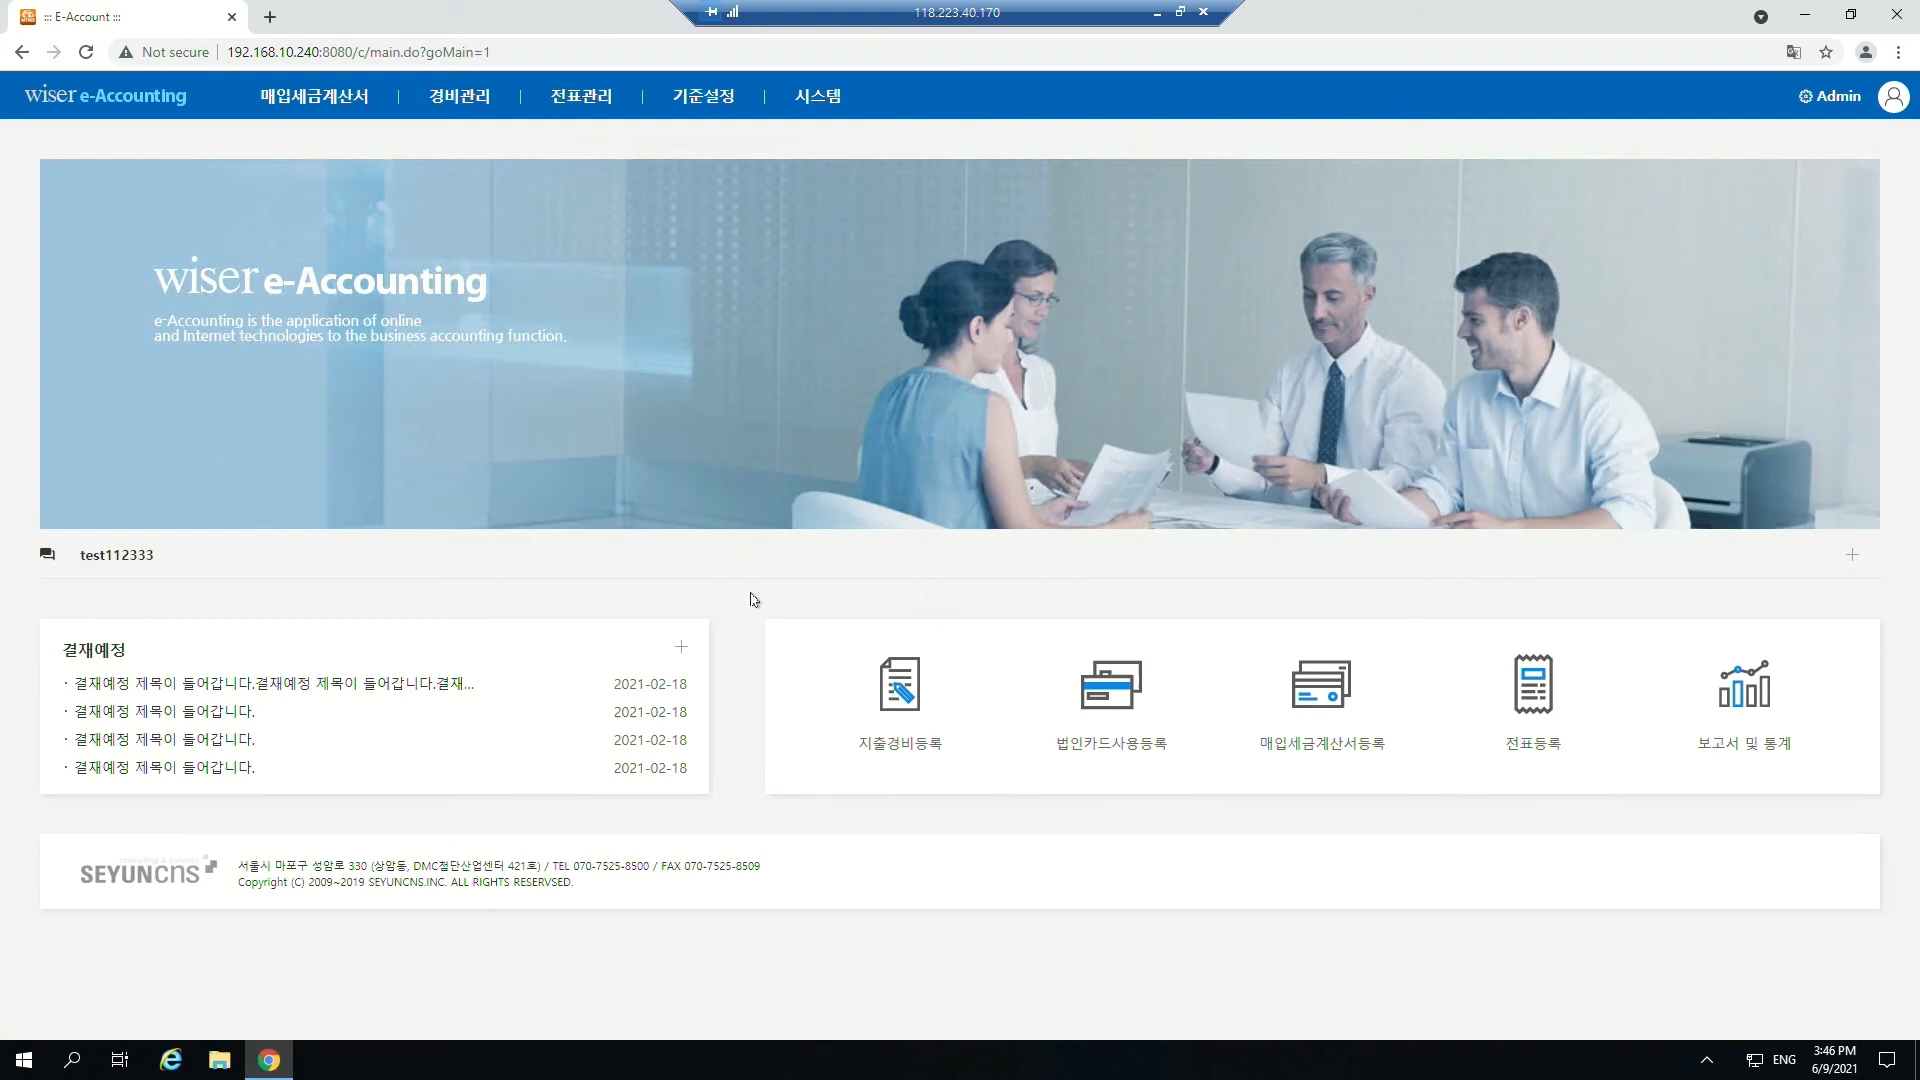 ::: E-Account :::
118.223.40.170
Not secure
192.168.10.240:8080/c/main.do?goMain=1
wiser e-Accounting
매입세금계산서
경비관리
전표관리
기준설정
시스템
Admin
wiser e-Accounting
e-Accounting is the application of online
and Internet technologies to the business accounting function.
test112333
결재예정
· 결재예정 제목이 들어갑니다.결재예정 제목이 들어갑니다.결재... 2021-02-18
· 결재예정 제목이 들어갑니다. 2021-02-18
· 결재예정 제목이 들어갑니다. 2021-02-18
· 결재예정 제목이 들어갑니다. 2021-02-18
지출경비등록
법인카드사용등록
매입세금계산서등록
전표등록
보고서 및 통계
SEYUNCNS
서울시 마포구 성암로 330 (상암동, DMC첨단산업센터 421호) / TEL 070-7525-8500 / FAX 070-7525-8509
Copyright (C) 2009~2019 SEYUNCNS.INC. ALL RIGHTS RESERVSED.
ENG
3:46 PM
6/9/2021